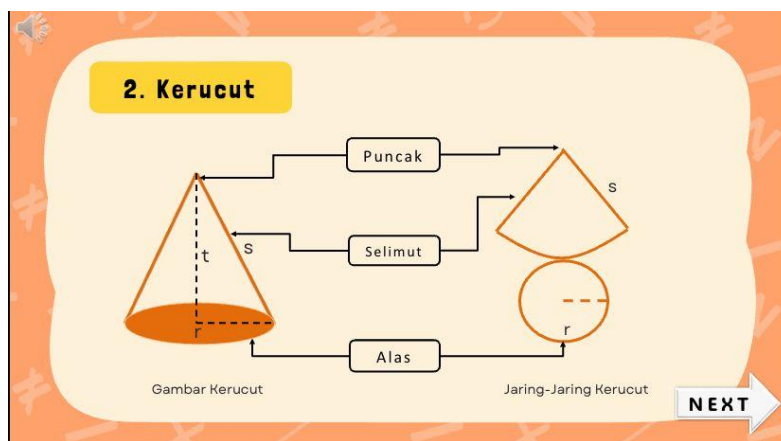 2. Kerucut
Puncak
s
Selimut
t
s
r
r
Alas
Gambar Kerucut
Jaring-Jaring Kerucut
NEXT